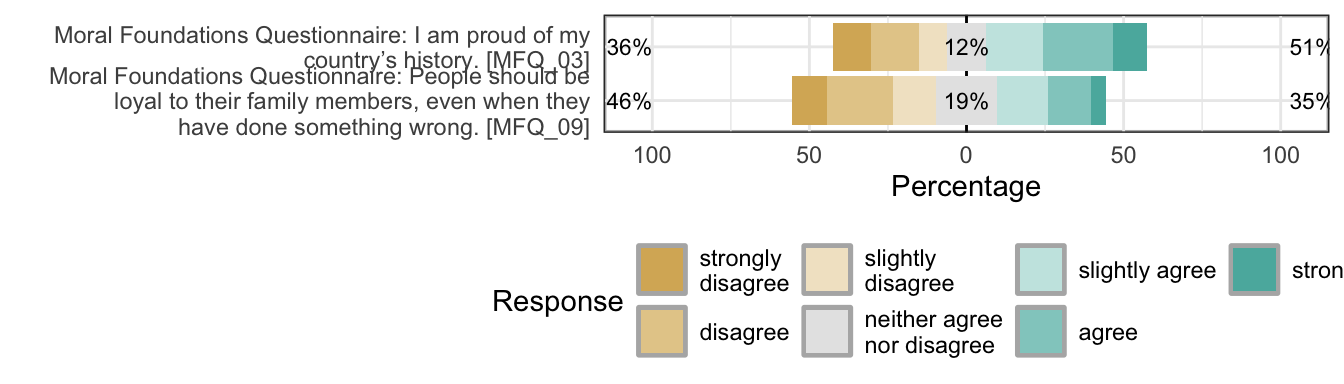 Moral Foundations Questionnaire: I am proud of my
country's history. [MFQ_03]
36%
12%
51%
Moral Foundations Questionnaire: People should be
loyal to their family members, even when they
have done something wrong. [MFQ_09]
46%
19%
35%
100 50 0 50 100
Percentage
Response
strongly
disagree
slightly
disagree
slightly agree
stron
disagree
neither agree
nor disagree
agree